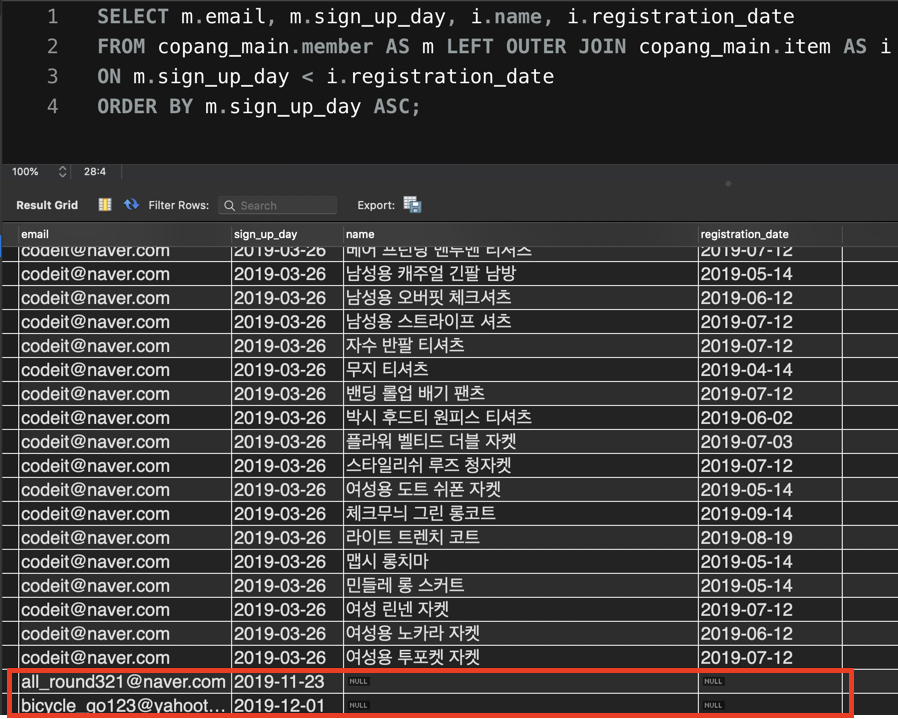 1 SELECT m.email, m.sign_up_day, i.name, i.registration_date
2 FROM copang_main.member AS m LEFT OUTER JOIN copang_main.item AS i
3 ON m.sign_up_day < i.registration_date
4 ORDER BY m.sign_up_day ASC;
100% 28:4
Result Grid Filter Rows: Search Export:
email sign_up_day name registration_date
codeit@naver.com 2019-03-26 베어 프린팅 맨투맨 티셔츠 2019-07-12
codeit@naver.com 2019-03-26 남성용 캐주얼 긴팔 남방 2019-05-14
codeit@naver.com 2019-03-26 남성용 오버핏 체크셔츠 2019-06-12
codeit@naver.com 2019-03-26 남성용 스트라이프 셔츠 2019-07-12
codeit@naver.com 2019-03-26 자수 반팔 티셔츠 2019-07-12
codeit@naver.com 2019-03-26 무지 티셔츠 2019-04-14
codeit@naver.com 2019-03-26 밴딩 롤업 배기 팬츠 2019-07-12
codeit@naver.com 2019-03-26 박시 후드티 원피스 티셔츠 2019-06-02
codeit@naver.com 2019-03-26 플라워 벨티드 더블 자켓 2019-07-03
codeit@naver.com 2019-03-26 스타일리쉬 루즈 청자켓 2019-07-12
codeit@naver.com 2019-03-26 여성용 도트 쉬폰 자켓 2019-05-14
codeit@naver.com 2019-03-26 체크무늬 그린 롱코트 2019-09-14
codeit@naver.com 2019-03-26 라이트 트렌치 코트 2019-08-19
codeit@naver.com 2019-03-26 맵시 롱치마 2019-05-14
codeit@naver.com 2019-03-26 민들레 롱 스커트 2019-05-14
codeit@naver.com 2019-03-26 여성 린넨 자켓 2019-07-12
codeit@naver.com 2019-03-26 여성용 노카라 자켓 2019-06-12
codeit@naver.com 2019-03-26 여성용 투포켓 자켓 2019-07-12
all_round321@naver.com 2019-11-23 NULL NULL
bicycle_go123@yahoot... 2019-12-01 NULL NULL